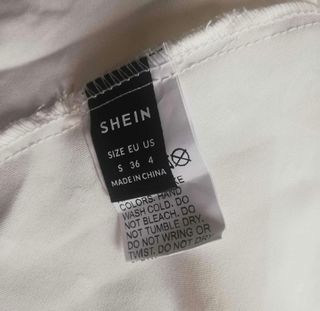 SHEIN
SIZE EU US
S 36 4
MADE IN CHINA
COLORS. HAND
WASH COLD. DO
NOT BLEACH. DO
NOT TUMBLE DRY.
DO NOT WRING OR
TWIST. DO NOT DRY